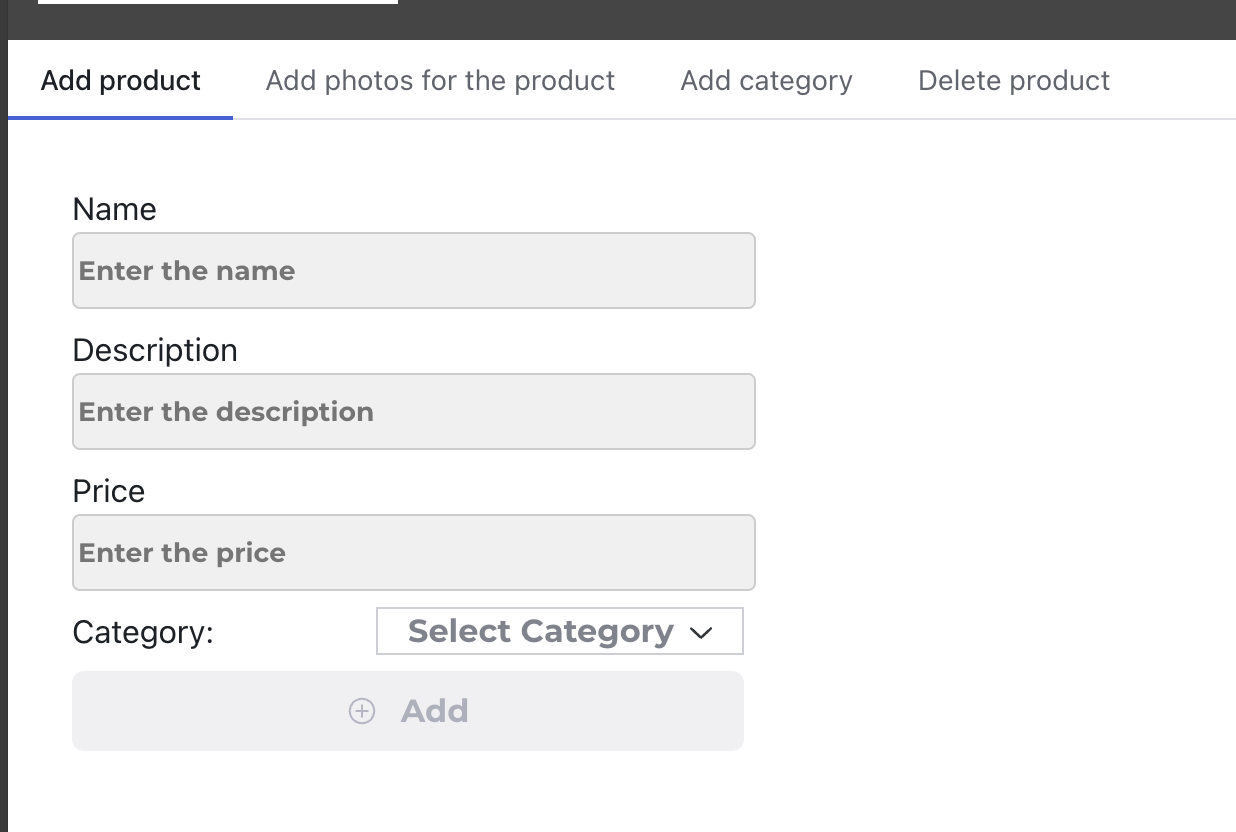 Add product Add photos for the product Add category Delete product
Name
Enter the name
Description
Enter the description
Price
Enter the price
Category: Select Category
Add